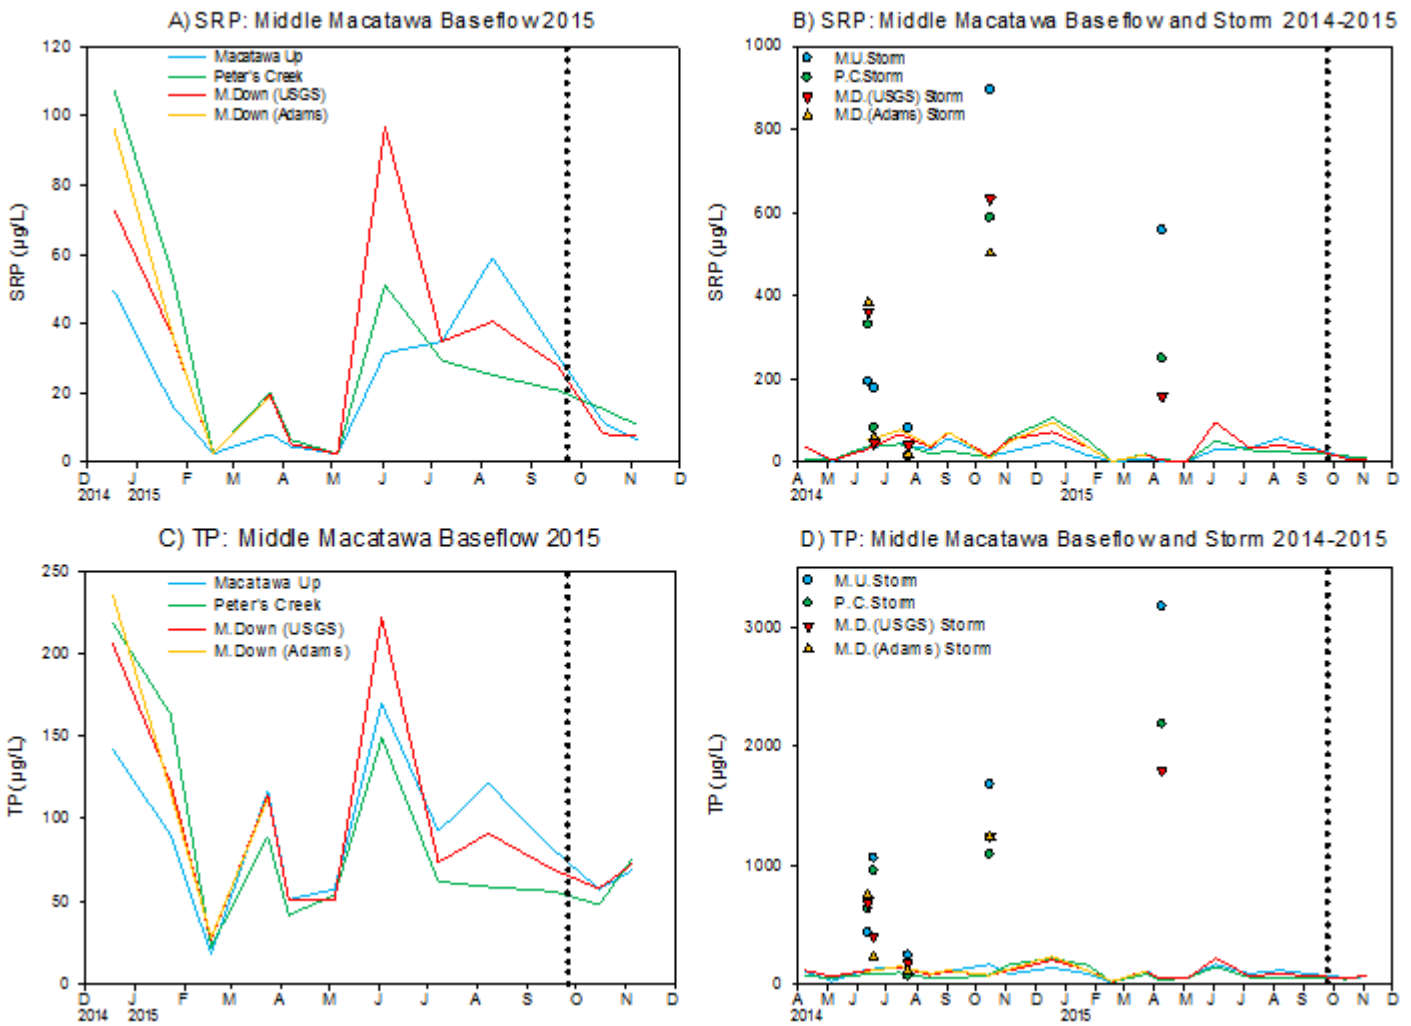 A) SRP: Middle Macatawa Baseflow 2015
120
100
80
60
40
20
0
SRP (µg/L)
Macatawa Up
Peter's Creek
M.Down (USGS)
M.Down (Adams)
D J F M A M J J A S O N D
2014 2015
B) SRP: Middle Macatawa Baseflow and Storm 2014-2015
1000
800
600
400
200
0
SRP (µg/L)
M.U.Storm
P.C.Storm
M.D.(USGS) Storm
M.D.(Adams) Storm
A M J J A S O N D J F M A M J J A S O N D
2014 2015
C) TP: Middle Macatawa Baseflow 2015
250
200
150
100
50
0
TP (µg/L)
Macatawa Up
Peter's Creek
M.Down (USGS)
M.Down (Adams)
D J F M A M J J A S O N D
2014 2015
D) TP: Middle Macatawa Baseflow and Storm 2014-2015
3000
2000
1000
0
TP (µg/L)
M.U.Storm
P.C.Storm
M.D.(USGS) Storm
M.D.(Adams) Storm
A M J J A S O N D J F M A M J J A S O N D
2014 2015